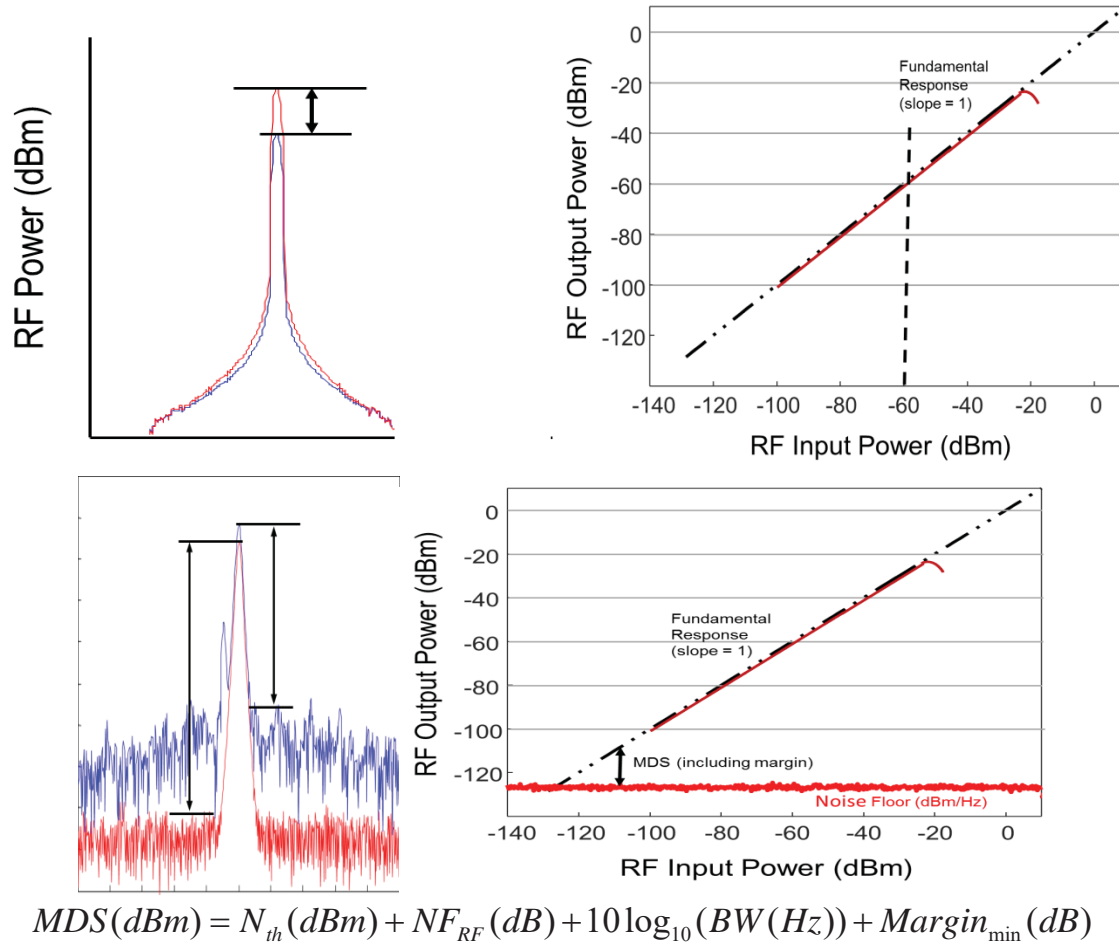 RF Power (dBm)
RF Output Power (dBm)
0
-20
-40
-60
-80
-100
-120
Fundamental
Response
(slope = 1)
-140 -120 -100 -80 -60 -40 -20 0
RF Input Power (dBm)
RF Output Power (dBm)
0
-20
-40
-60
-80
-100
-120
Fundamental
Response
(slope = 1)
MDS (including margin)
Noise Floor (dBm/Hz)
-140 -120 -100 -80 -60 -40 -20 0
RF Input Power (dBm)
MDS(dBm) = N_th(dBm) + NF_RF(dB) + 10log_10(BW(Hz)) + Margin_min(dB)